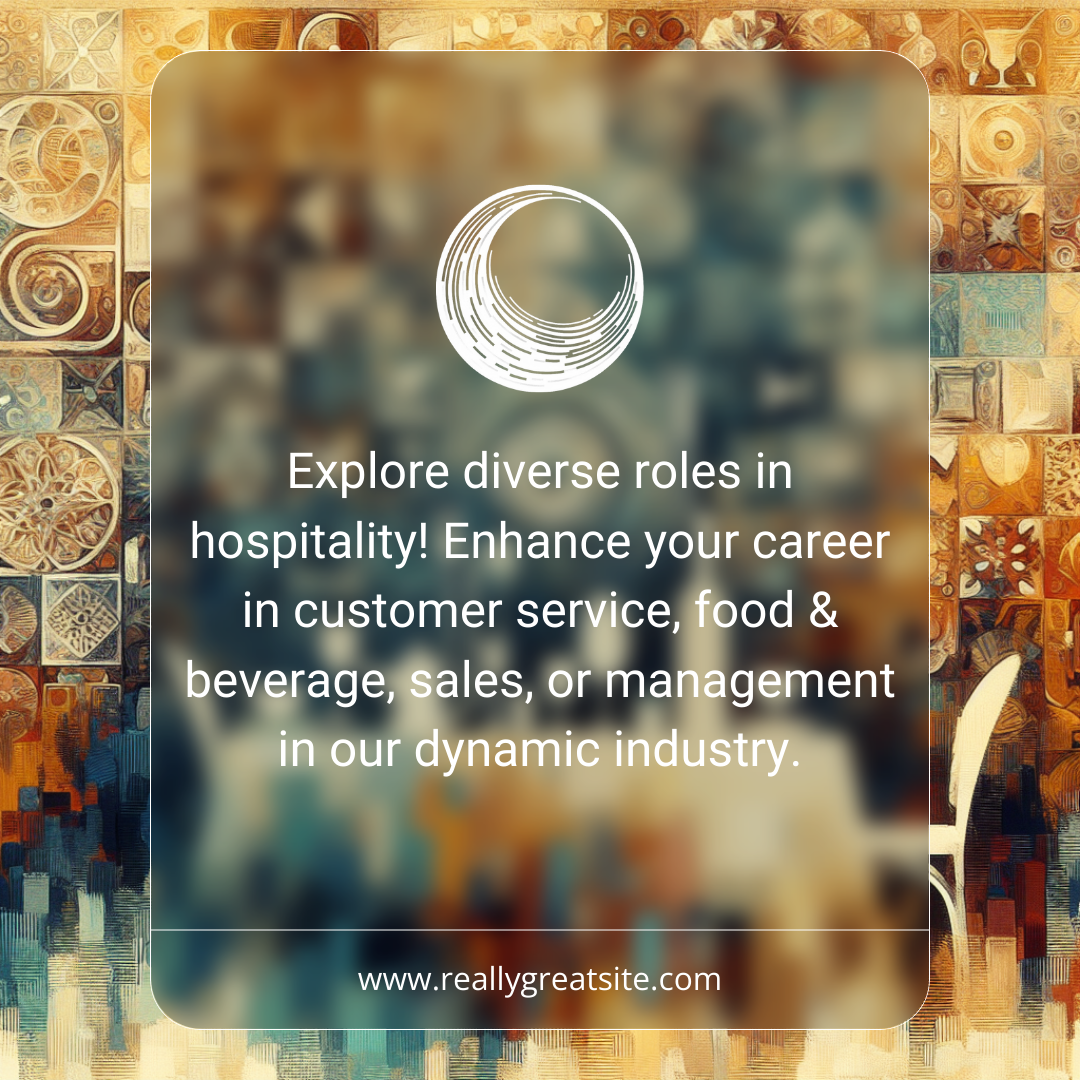 Explore diverse roles in
hospitality! Enhance your career
in customer service, food &
beverage, sales, or management
in our dynamic industry.
www.reallygreatsite.com